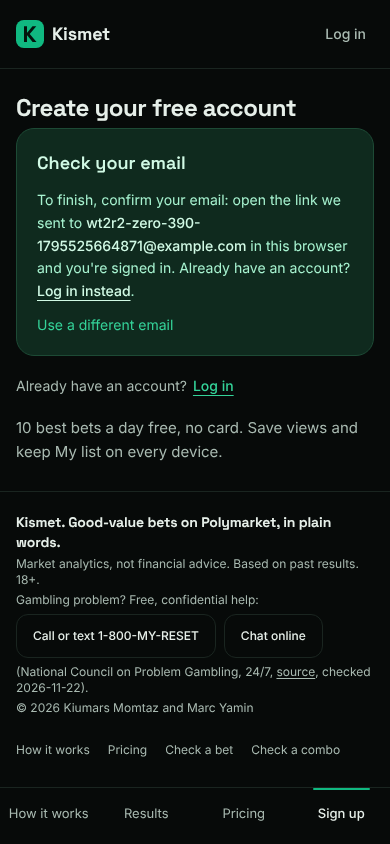 Kismet
Log in
Create your free account
Check your email
To finish, confirm your email: open the link we
sent to wt2r2-zero-390-
1795525664871@example.com in this browser
and you're signed in. Already have an account?
Log in instead.
Use a different email
Already have an account? Log in
10 best bets a day free, no card. Save views and
keep My list on every device.
Kismet. Good-value bets on Polymarket, in plain
words.
Market analytics, not financial advice. Based on past results.
18+.
Gambling problem? Free, confidential help:
Call or text 1-800-MY-RESET
Chat online
(National Council on Problem Gambling, 24/7, source, checked
2026-11-22).
© 2026 Kiumars Momtaz and Marc Yamin
How it works Pricing Check a bet Check a combo
How it works Results Pricing Sign up